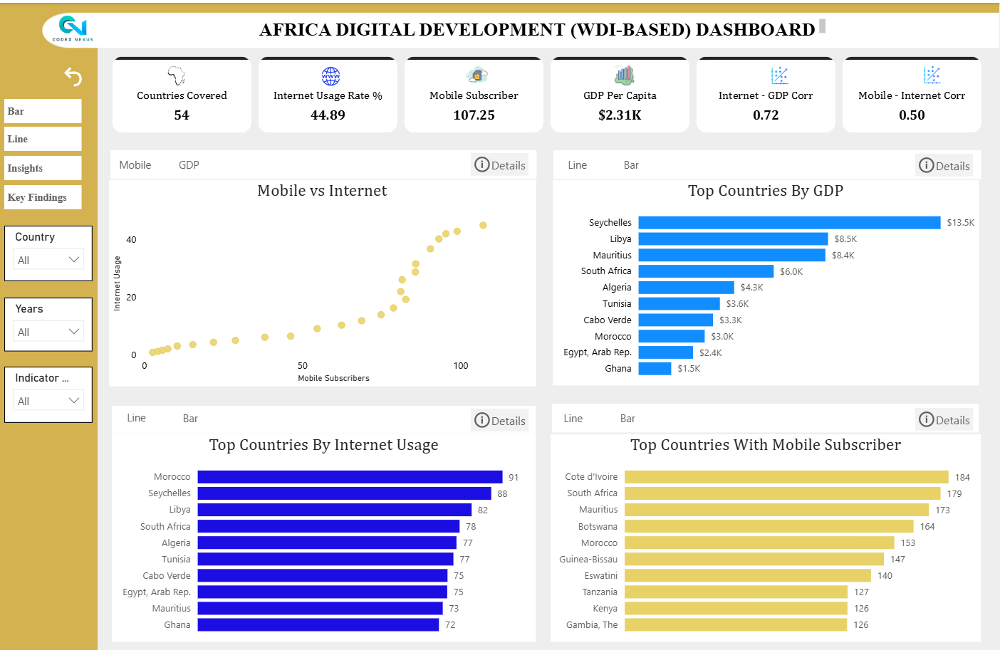 CODEX NEXUS
AFRICA DIGITAL DEVELOPMENT (WDI-BASED) DASHBOARD
Countries Covered
54
WWW
Internet Usage Rate %
44.89
Mobile Subscriber
107.25
GDP Per Capita
$2.31K
Internet - GDP Corr
0.72
Mobile - Internet Corr
0.50
Bar
Line
Insights
Key Findings
Country
All
Years
All
Indicator ...
All
Mobile GDP Details
Mobile vs Internet
Internet Usage
40
20
0
0 50 100
Mobile Subscribers
Line Bar Details
Top Countries By GDP
Seychelles $13.5K
Libya $8.5K
Mauritius $8.4K
South Africa $6.0K
Algeria $4.3K
Tunisia $3.6K
Cabo Verde $3.3K
Morocco $3.0K
Egypt, Arab Rep. $2.4K
Ghana $1.5K
Line Bar Details
Top Countries By Internet Usage
Morocco 91
Seychelles 88
Libya 82
South Africa 78
Algeria 77
Tunisia 77
Cabo Verde 75
Egypt, Arab Rep. 75
Mauritius 73
Ghana 72
Line Bar Details
Top Countries With Mobile Subscriber
Cote d'Ivoire 184
South Africa 179
Mauritius 173
Botswana 164
Morocco 153
Guinea-Bissau 147
Eswatini 140
Tanzania 127
Kenya 126
Gambia, The 126